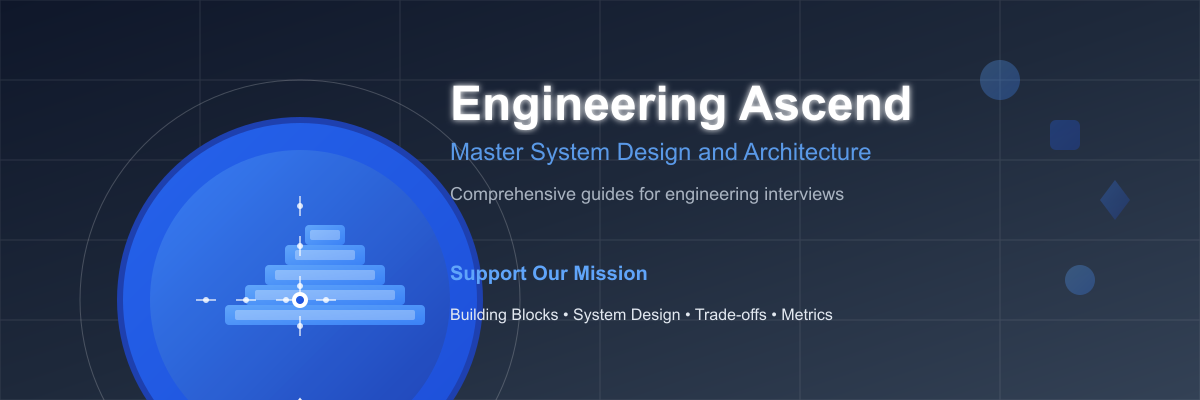 Engineering Ascend
Master System Design and Architecture
Comprehensive guides for engineering interviews
Support Our Mission
Building Blocks • System Design • Trade-offs • Metrics